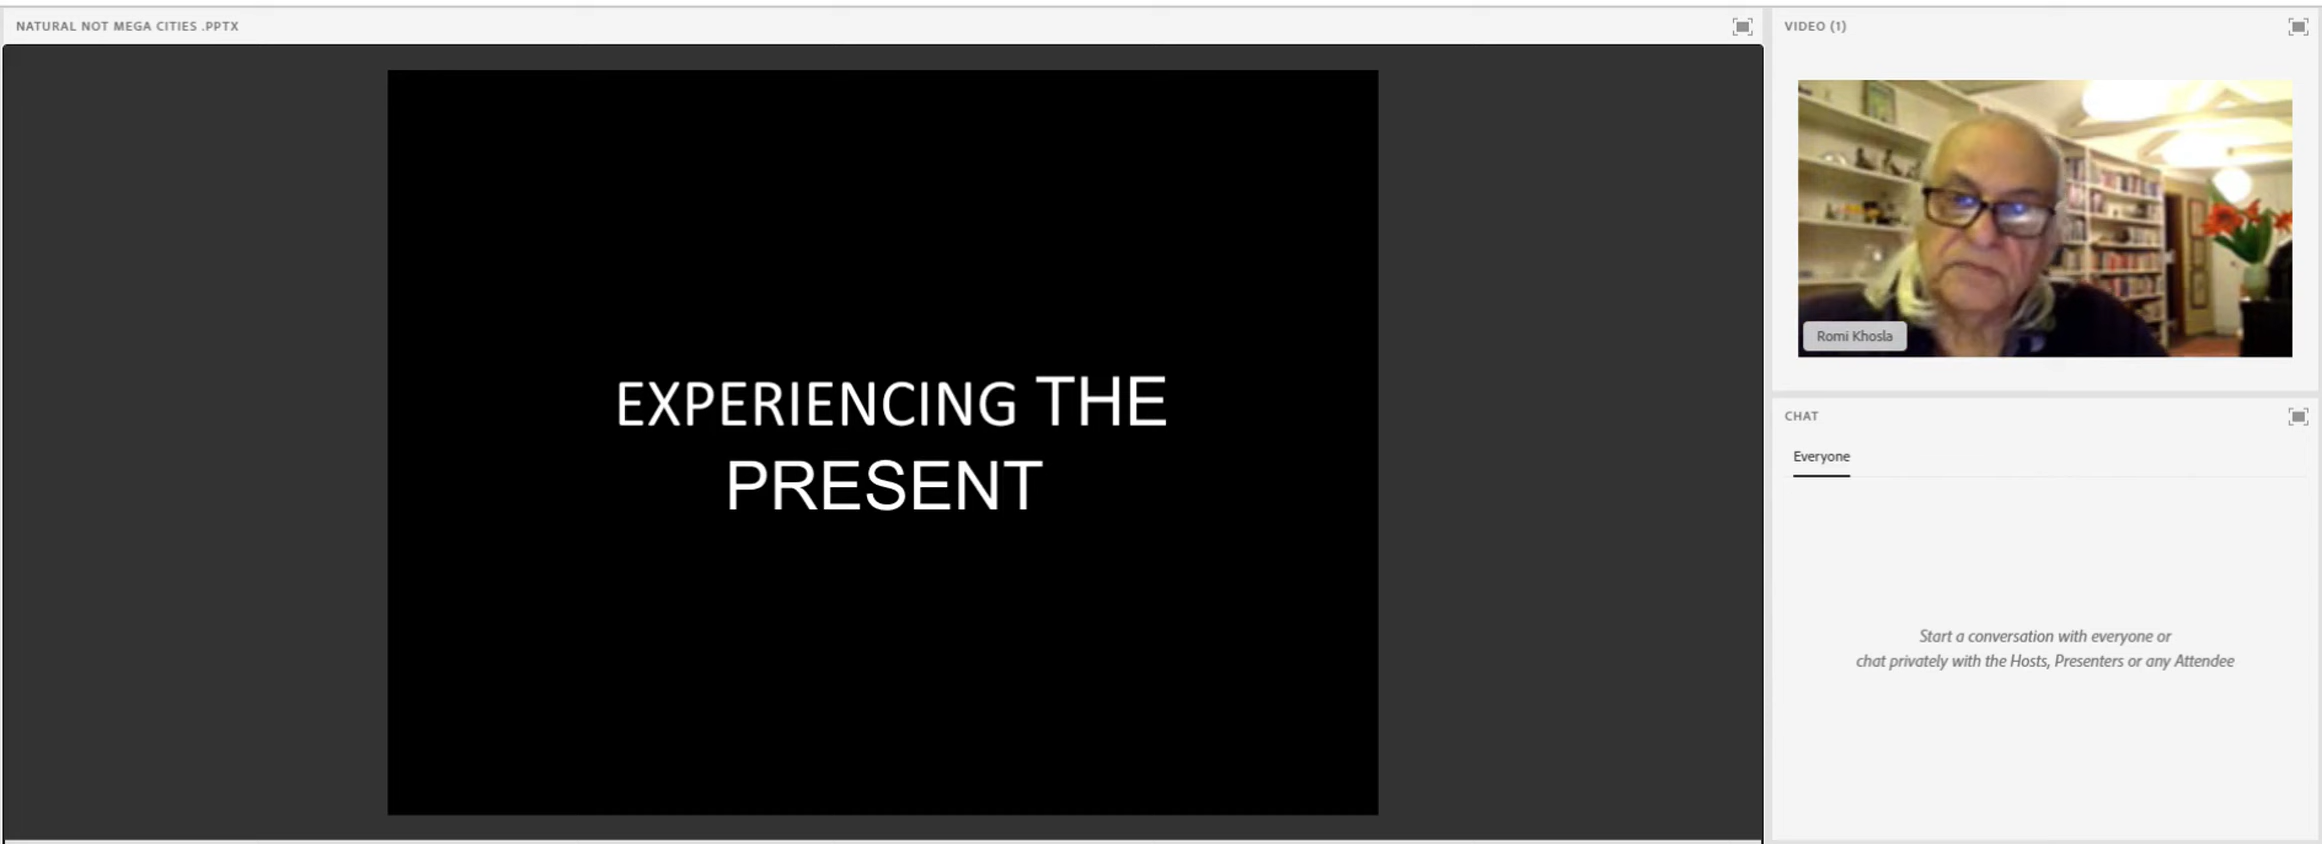 NATURAL NOT MEGA CITIES .PPTX
EXPERIENCING THE
PRESENT
VIDEO (1)
Romi Khosla
CHAT
Everyone
Start a conversation with everyone or
chat privately with the Hosts, Presenters or any Attendee